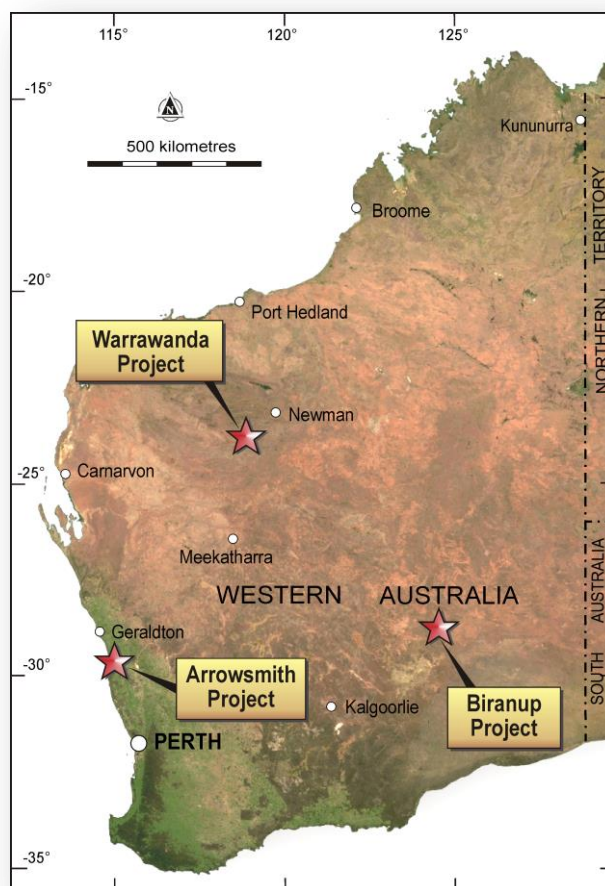 115°
120°
125°
-15°
N
500 kilometres
Kununurra
Broome
NORTHERN TERRITORY
-20°
Port Hedland
Warrawanda
Project
Newman
-25°
Carnarvon
Meekatharra
WESTERN AUSTRALIA
SOUTH AUSTRALIA
Geraldton
-30°
Arrowsmith
Project
Biranup
Project
Kalgoorlie
PERTH
-35°